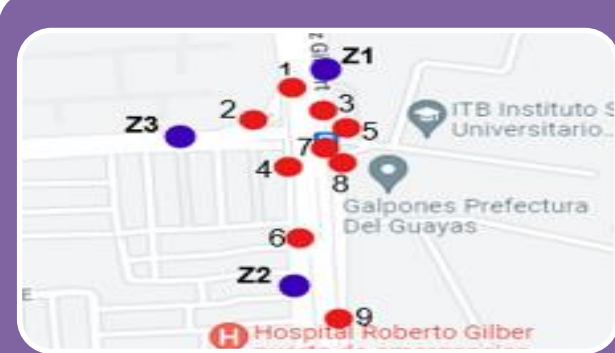 Z1
1
2
3
ITB Instituto S
Universitario...
Z3
5
7
4
8
Galpones Prefectura
Del Guayas
6
Z2
E
9
Hospital Roberto Gilber